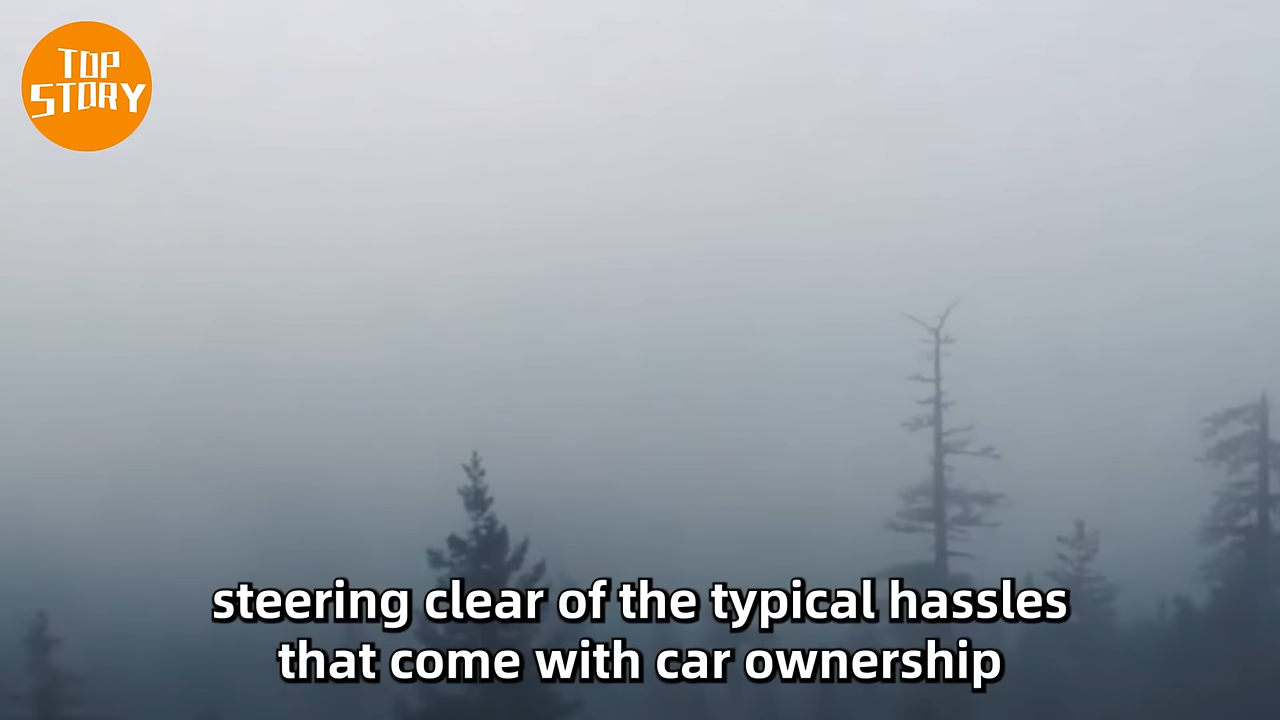 TOP
STORY
steering clear of the typical hassles
that come with car ownership